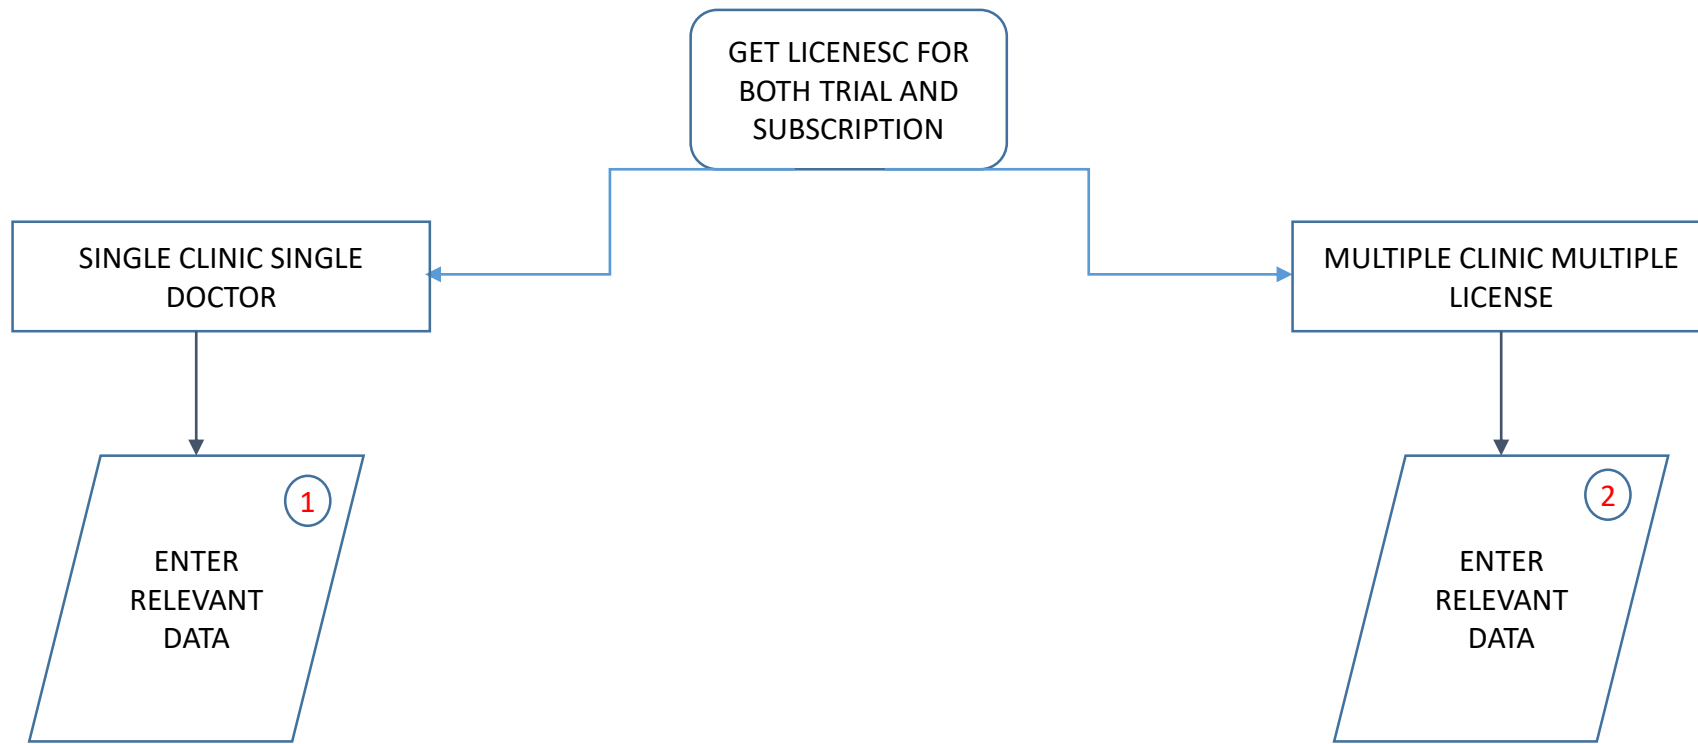 GET LICENESC FOR
BOTH TRIAL AND
SUBSCRIPTION
SINGLE CLINIC SINGLE
DOCTOR
MULTIPLE CLINIC MULTIPLE
LICENSE
1
ENTER
RELEVANT
DATA
2
ENTER
RELEVANT
DATA